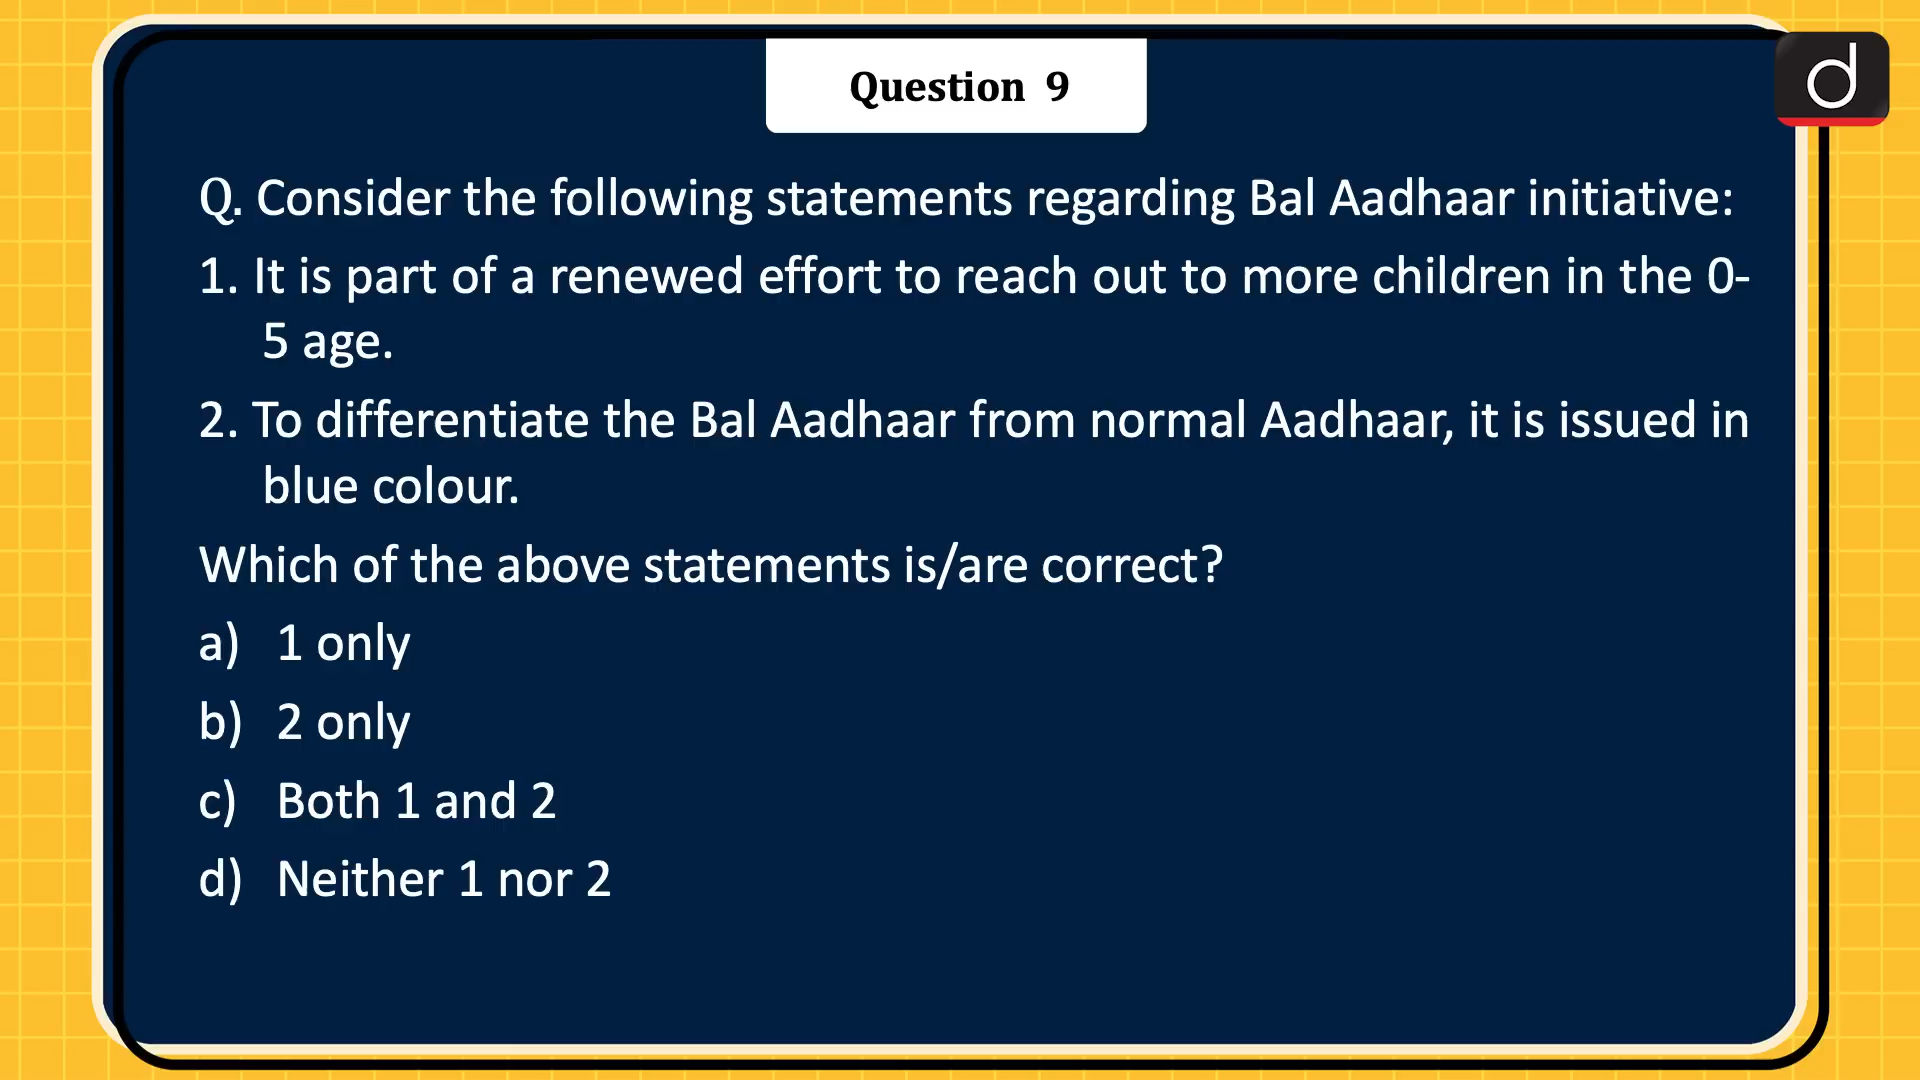 Question 9
d
Q. Consider the following statements regarding Bal Aadhaar initiative:
1. It is part of a renewed effort to reach out to more children in the 0-
5 age.
2. To differentiate the Bal Aadhaar from normal Aadhaar, it is issued in
blue colour.
Which of the above statements is/are correct?
a) 1 only
b) 2 only
c) Both 1 and 2
d) Neither 1 nor 2